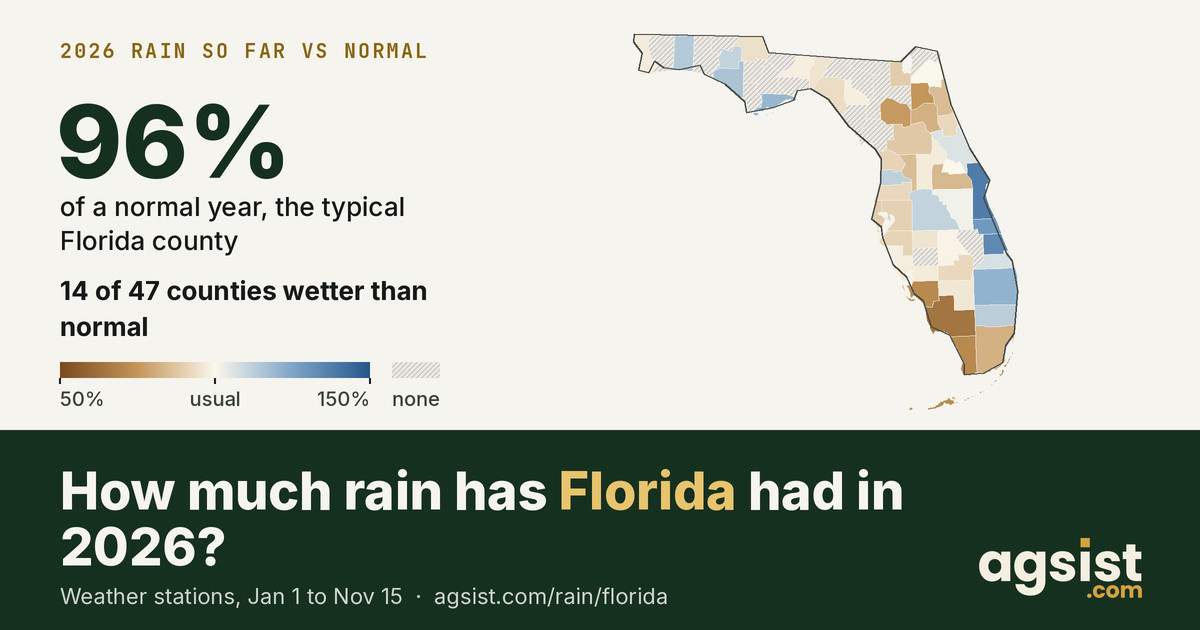 2026 RAIN SO FAR VS NORMAL
96%
of a normal year, the typical
Florida county
14 of 47 counties wetter than
normal
50% usual 150% none
How much rain has Florida had in
2026?
Weather stations, Jan 1 to Nov 15 · agsist.com/rain/florida
agsist
.com